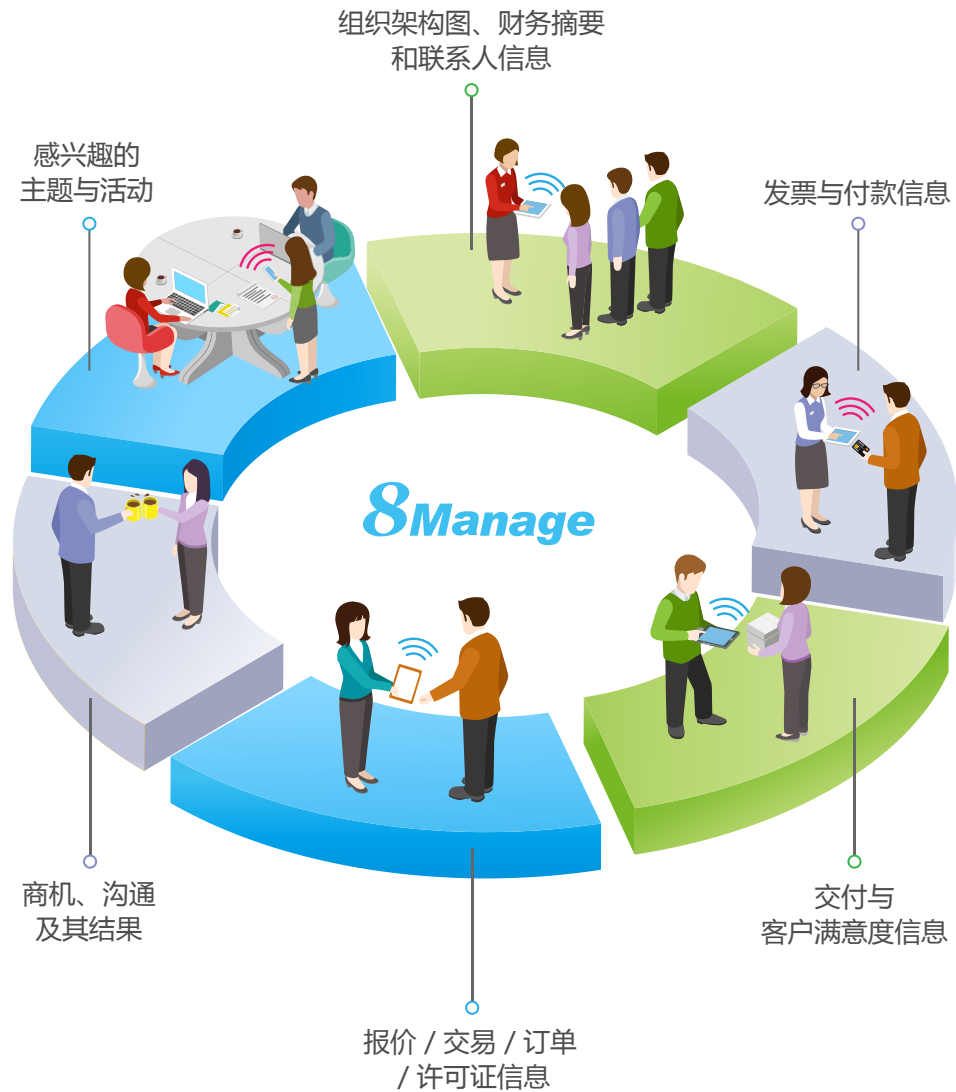 组织架构图、财务摘要
和联系人信息
感兴趣的
主题与活动
发票与付款信息
8Manage
商机、沟通
及其结果
交付与
客户满意度信息
报价 / 交易 / 订单
/ 许可证信息